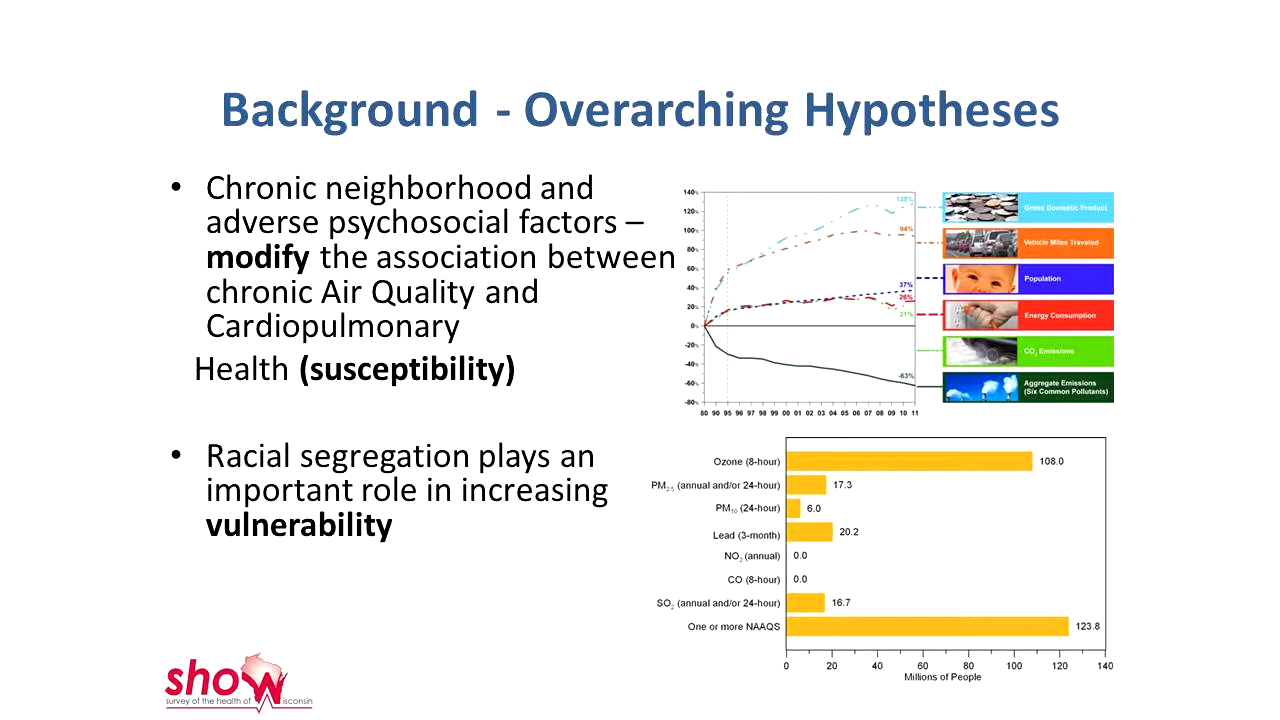 Background - Overarching Hypotheses
• Chronic neighborhood and
adverse psychosocial factors –
modify the association between
chronic Air Quality and
Cardiopulmonary
Health (susceptibility)
• Racial segregation plays an
important role in increasing
vulnerability
140%
120%
100%
80%
60%
40%
20%
0%
-20%
-40%
-60%
-80%
80 90 95 96 97 98 99 00 01 02 03 04 05 06 07 08 09 10 11
128%
94%
37%
26%
21%
-63%
Gross Domestic Product
Vehicle Miles Traveled
Population
Energy Consumption
CO₂ Emissions
Aggregate Emissions
(Six Common Pollutants)
Ozone (8-hour) 108.0
PM₂.₅ (annual and/or 24-hour) 17.3
PM₁₀ (24-hour) 6.0
Lead (3-month) 20.2
NO₂ (annual) 0.0
CO (8-hour) 0.0
SO₂ (annual and/or 24-hour) 16.7
One or more NAAQS 123.8
0 20 40 60 80 100 120 140
Millions of People
show
survey of the health of Wisconsin